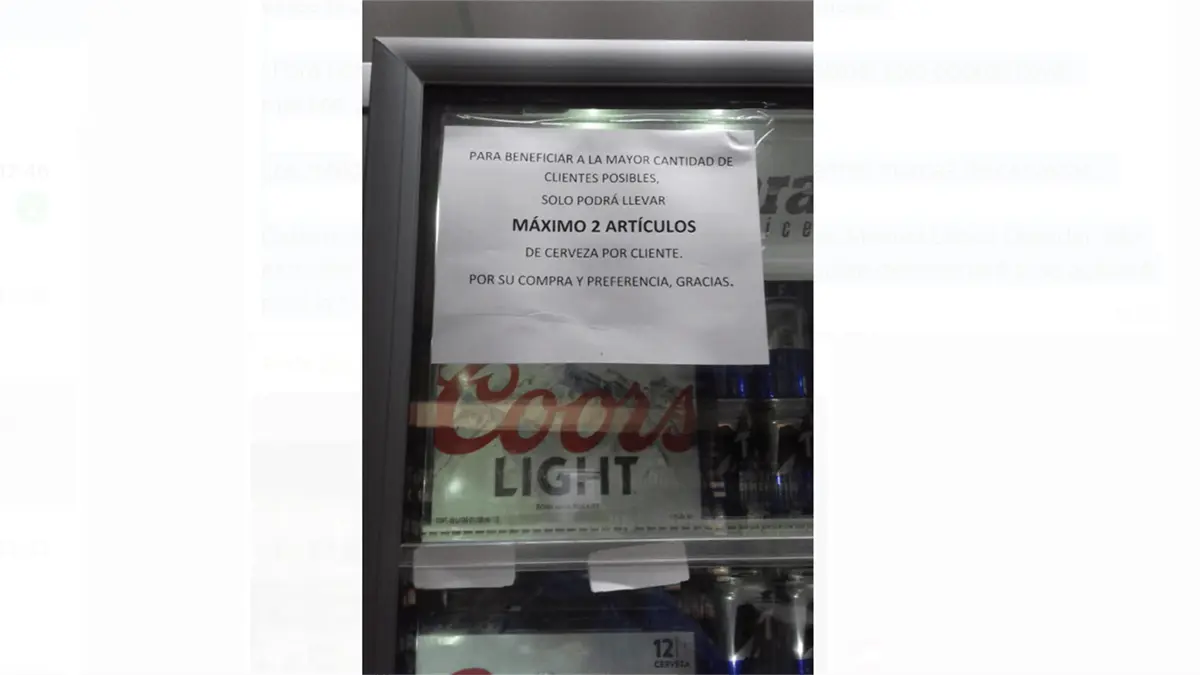 PARA BENEFICIAR A LA MAYOR CANTIDAD DE
CLIENTES POSIBLES,
SOLO PODRÁ LLEVAR
MÁXIMO 2 ARTÍCULOS
DE CERVEZA POR CLIENTE.
POR SU COMPRA Y PREFERENCIA, GRACIAS.
Coors
LIGHT
12
CERVEZA